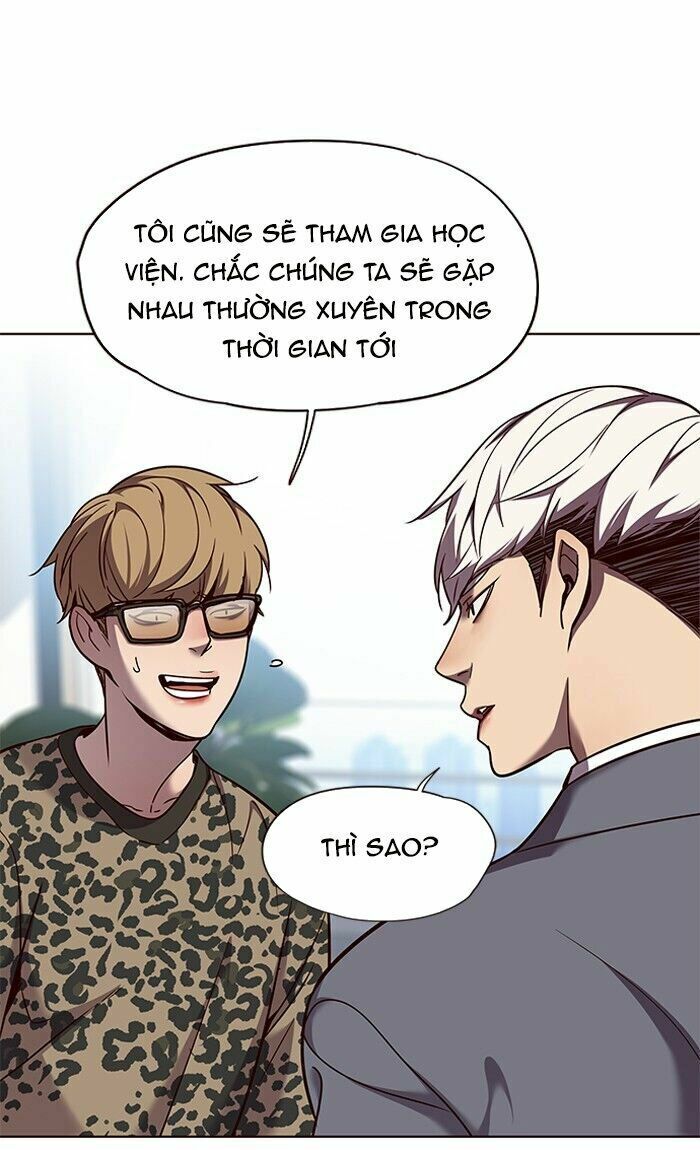 TÔI CŨNG SẼ THAM GIA HỌC
VIỆN. CHẮC CHÚNG TA SẼ GẶP
NHAU THƯỜNG XUYÊN TRONG
THỜI GIAN TỚI
THÌ SAO?